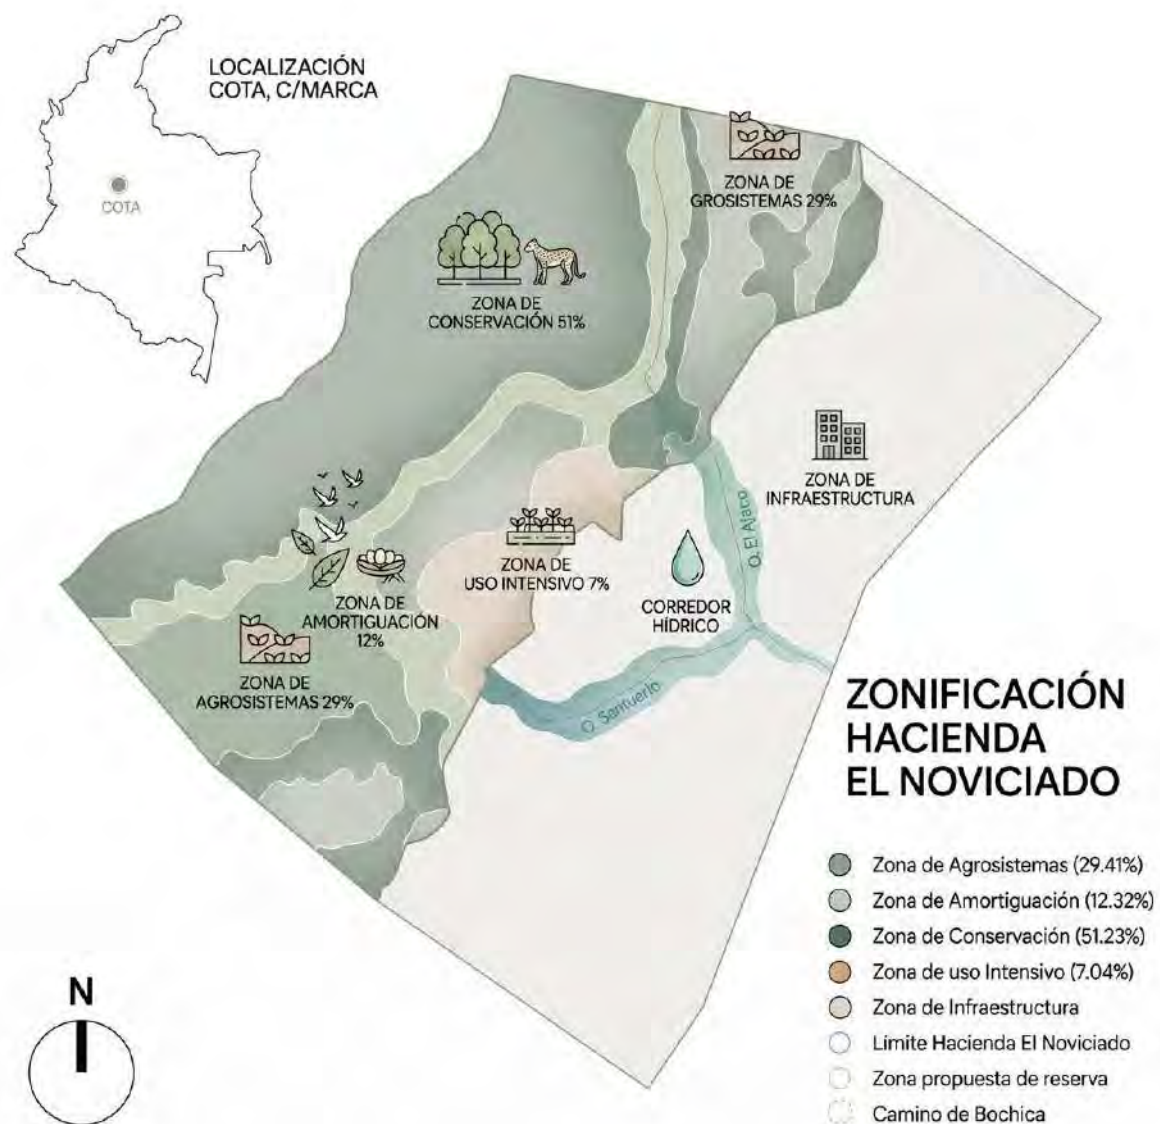 LOCALIZACIÓN
COTA, C/MARCA
COTA
ZONA DE
GROSISTEMAS 29%
ZONA DE
CONSERVACIÓN 51%
ZONA DE
INFRAESTRUCTURA
ZONA DE
USO INTENSIVO 7%
Q. El Ajaco
CORREDOR
HÍDRICO
ZONA DE
AMORTIGUACIÓN
12%
ZONA DE
AGROSISTEMAS 29%
Q. Santuerio
ZONIFICACIÓN
HACIENDA
EL NOVICIADO
Zona de Agrosistemas (29.41%)
Zona de Amortiguación (12.32%)
Zona de Conservación (51.23%)
Zona de uso Intensivo (7.04%)
Zona de Infraestructura
Límite Hacienda El Noviciado
Zona propuesta de reserva
Camino de Bochica
N